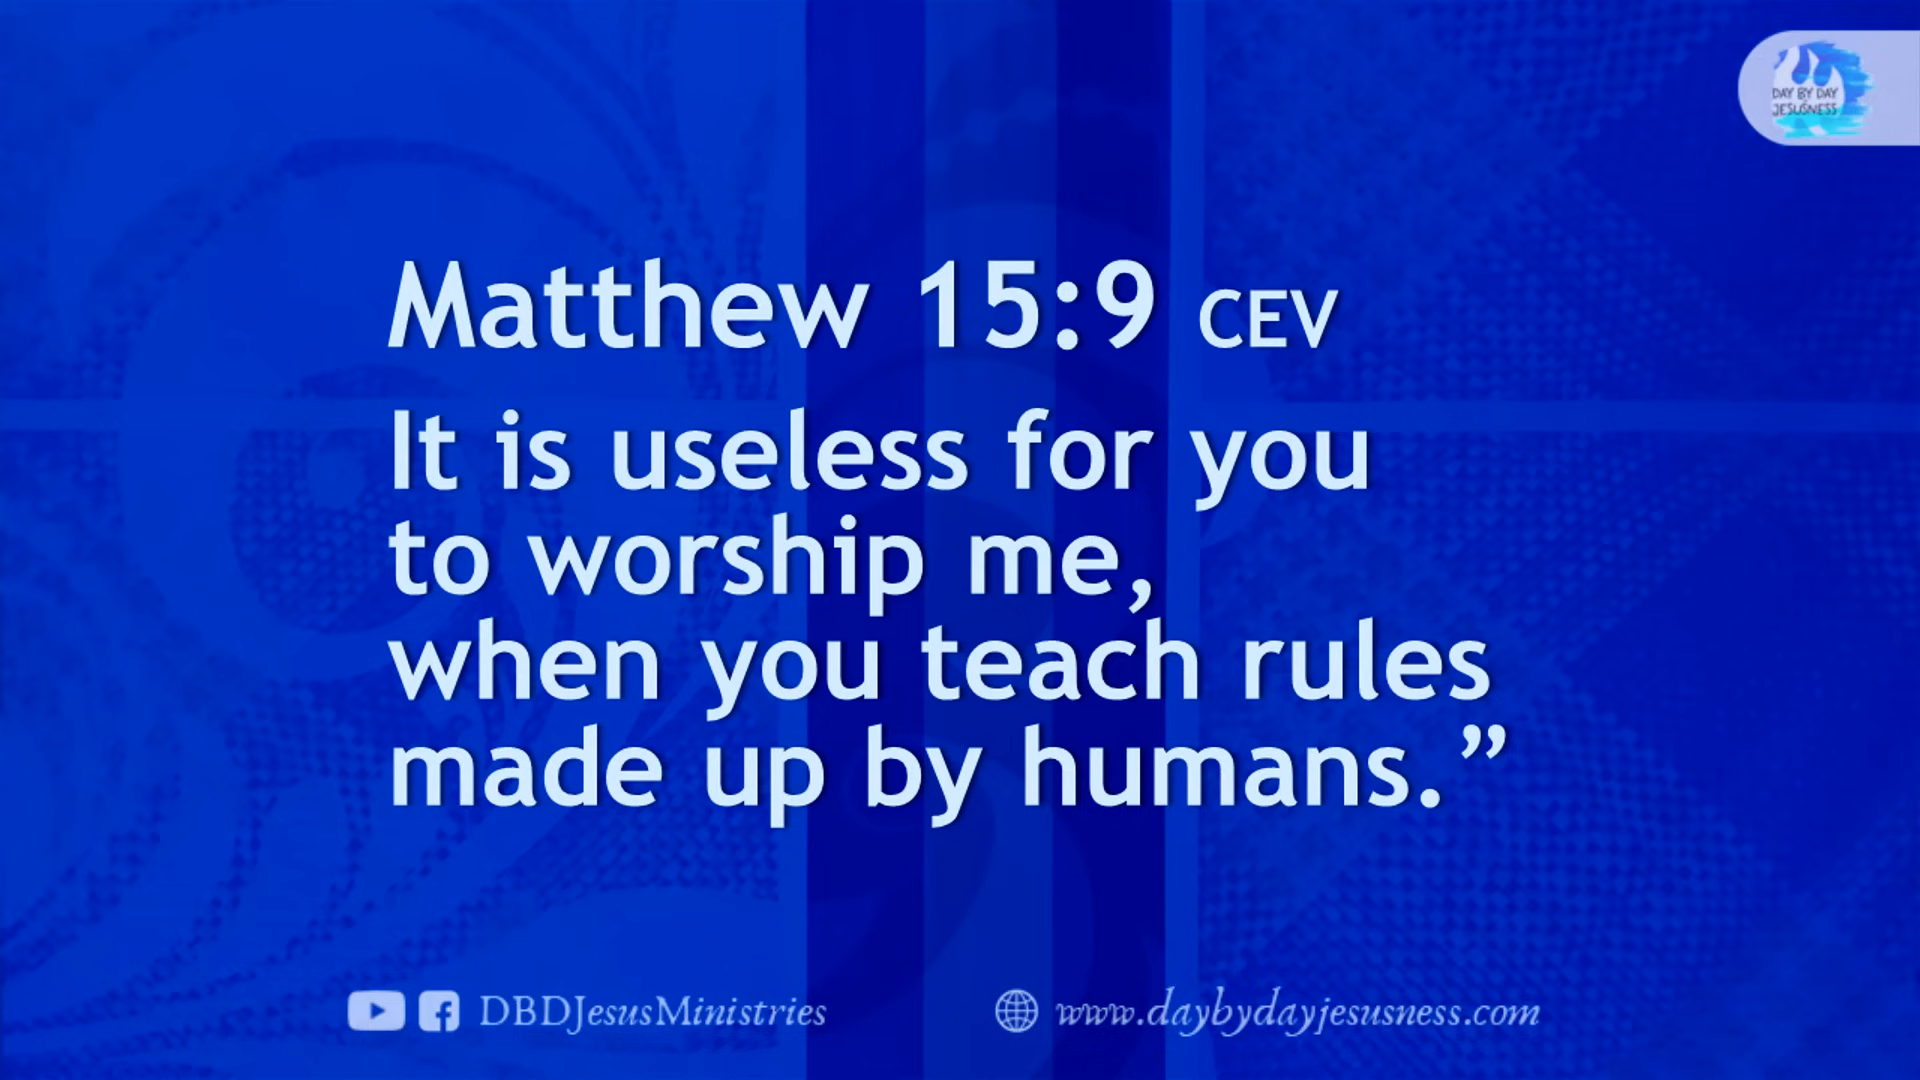 DAY BY DAY
JESUSNESS
Matthew 15:9 CEV
It is useless for you
to worship me,
when you teach rules
made up by humans.”
DBDJesusMinistries
www.daybydayjesusness.com